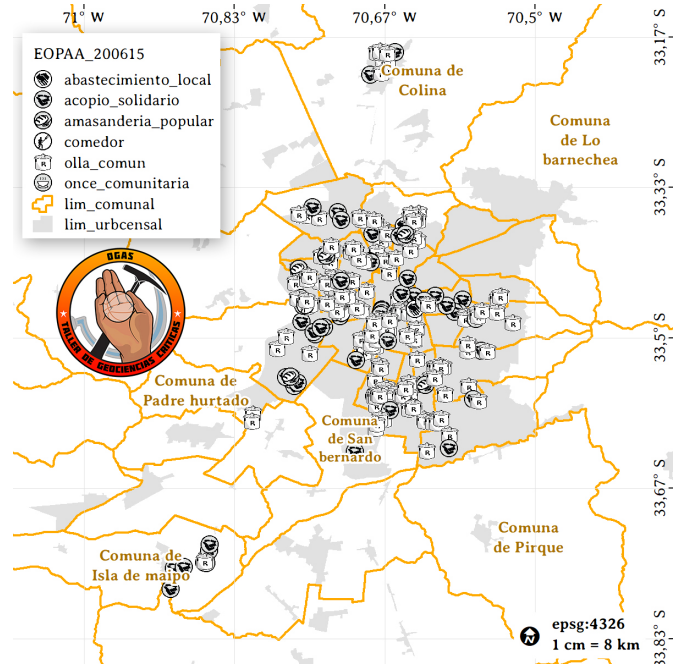 71° W
70,83° W
70,67° W
70,5° W
33,17° S
33,33° S
33,5° S
33,67° S
33,83° S
EOPAA_200615
abastecimiento_local
acopio_solidario
amasanderia_popular
comedor
olla_comun
once_comunitaria
lim_comunal
lim_urbcensal
Comuna de
Colina
Comuna
de Lo
barnechea
OGAS
TALLER DE GEOCIENCIAS CRÍTICAS
Comuna de
Padre hurtado
Comuna
de San
bernardo
Comuna de
Isla de maipo
Comuna
de Pirque
N
epsg:4326
1 cm = 8 km